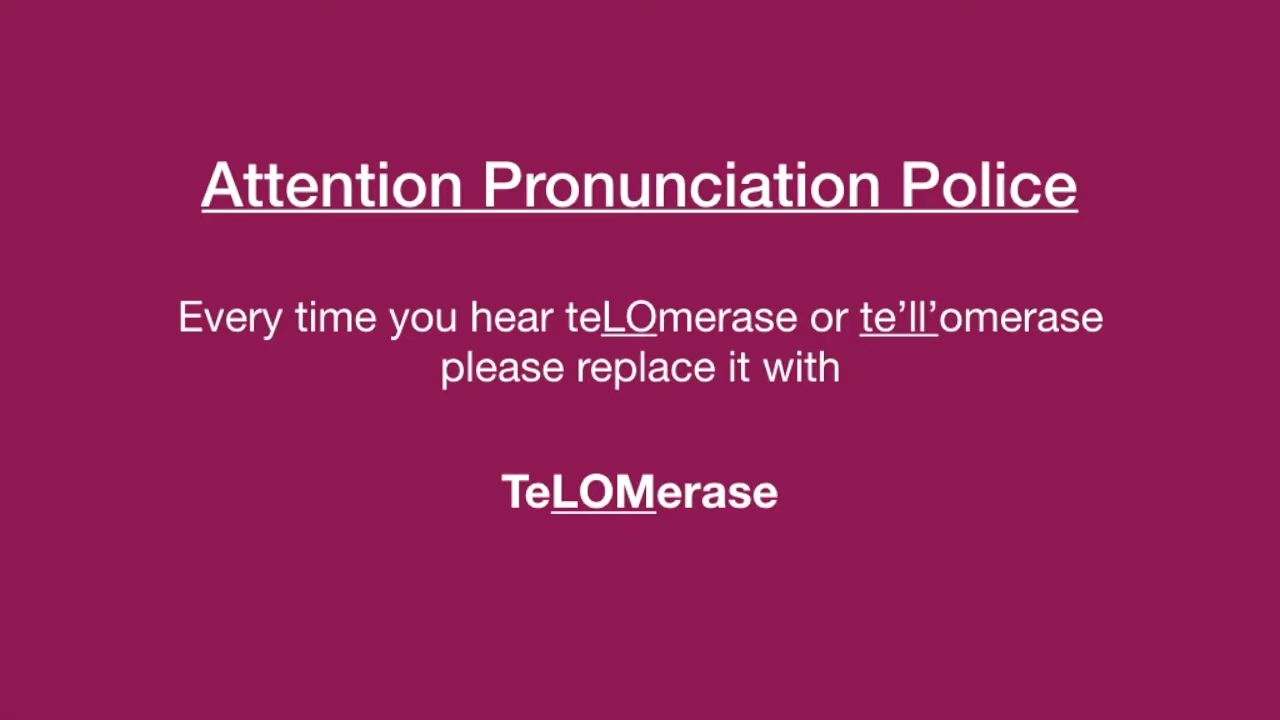 Attention Pronunciation Police
Every time you hear teLOmerase or te’ll’omerase
please replace it with
TeLOMerase